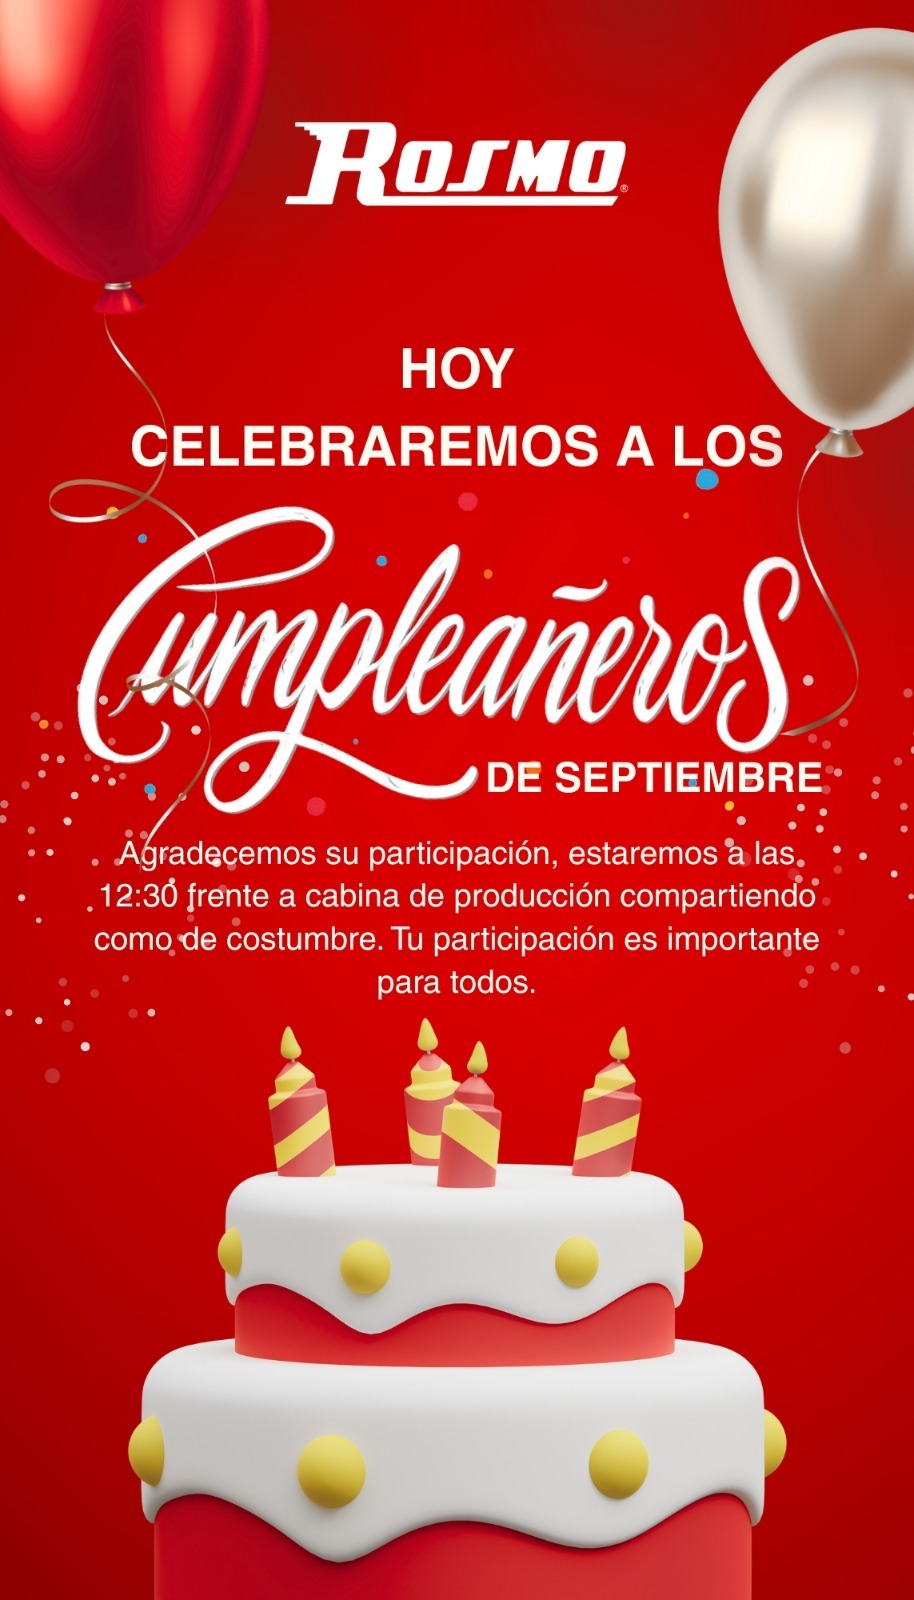 ROSMO®
HOY
CELEBRAREMOS A LOS
CumpleañeroS
DE SEPTIEMBRE
Agradecemos su participación, estaremos a las
12:30 frente a cabina de producción compartiendo
como de costumbre. Tu participación es importante
para todos.